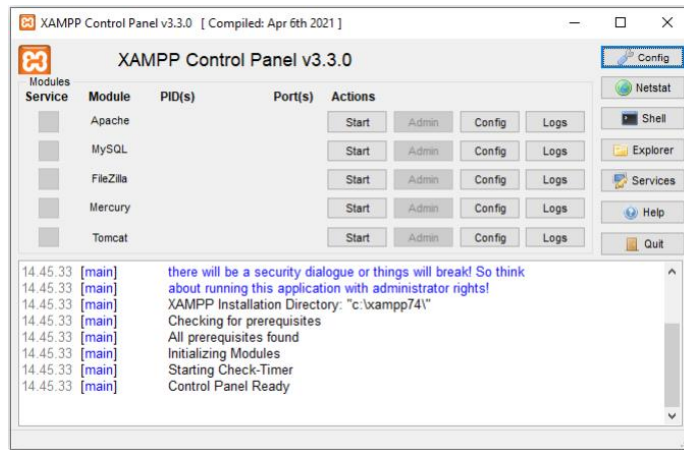 XAMPP Control Panel v3.3.0 [ Compiled: Apr 6th 2021 ]
XAMPP Control Panel v3.3.0
Config
Modules
Service Module PID(s) Port(s) Actions
Netstat
Apache Start Admin Config Logs
Shell
MySQL Start Admin Config Logs
Explorer
FileZilla Start Admin Config Logs
Services
Mercury Start Admin Config Logs
Help
Tomcat Start Admin Config Logs
Quit
14.45.33 [main] there will be a security dialogue or things will break! So think
14.45.33 [main] about running this application with administrator rights!
14.45.33 [main] XAMPP Installation Directory: "c:\xampp74\"
14.45.33 [main] Checking for prerequisites
14.45.33 [main] All prerequisites found
14.45.33 [main] Initializing Modules
14.45.33 [main] Starting Check-Timer
14.45.33 [main] Control Panel Ready